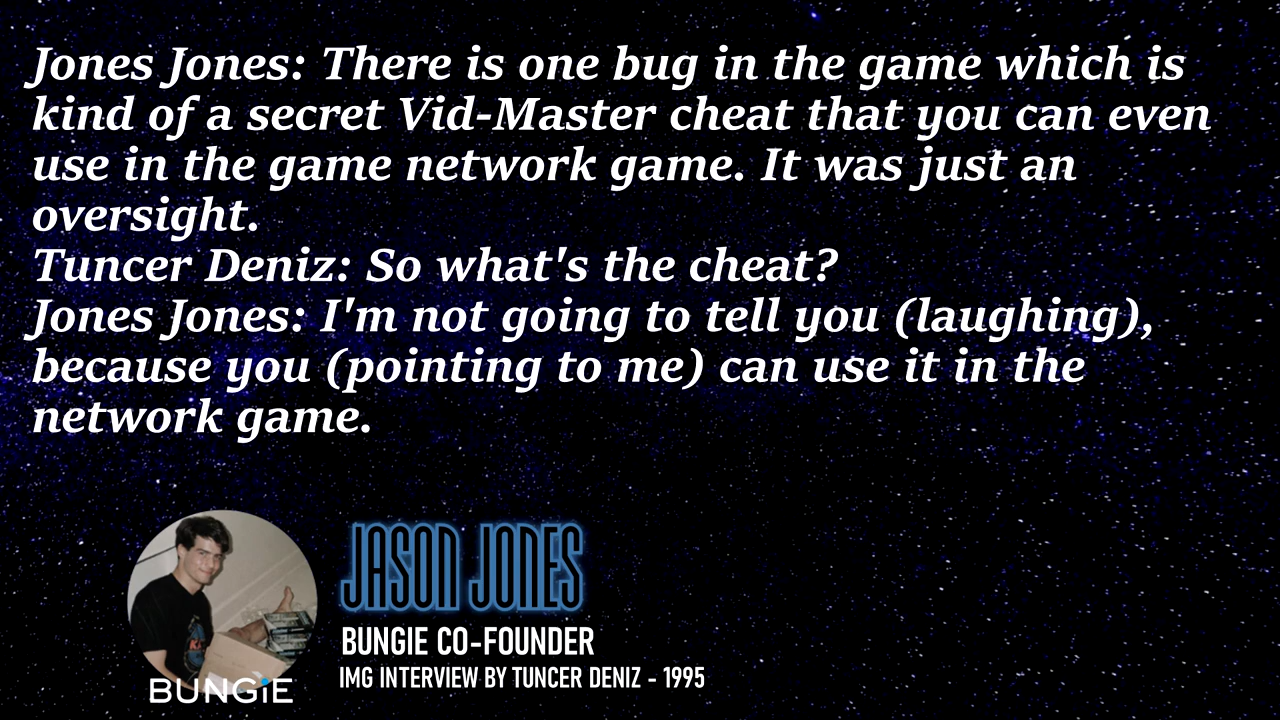 Jones Jones: There is one bug in the game which is
kind of a secret Vid-Master cheat that you can even
use in the game network game. It was just an
oversight.
Tuncer Deniz: So what's the cheat?
Jones Jones: I'm not going to tell you (laughing),
because you (pointing to me) can use it in the
network game.
JASON JONES
BUNGIE CO-FOUNDER
IMG INTERVIEW BY TUNCER DENIZ - 1995
BUNGiE